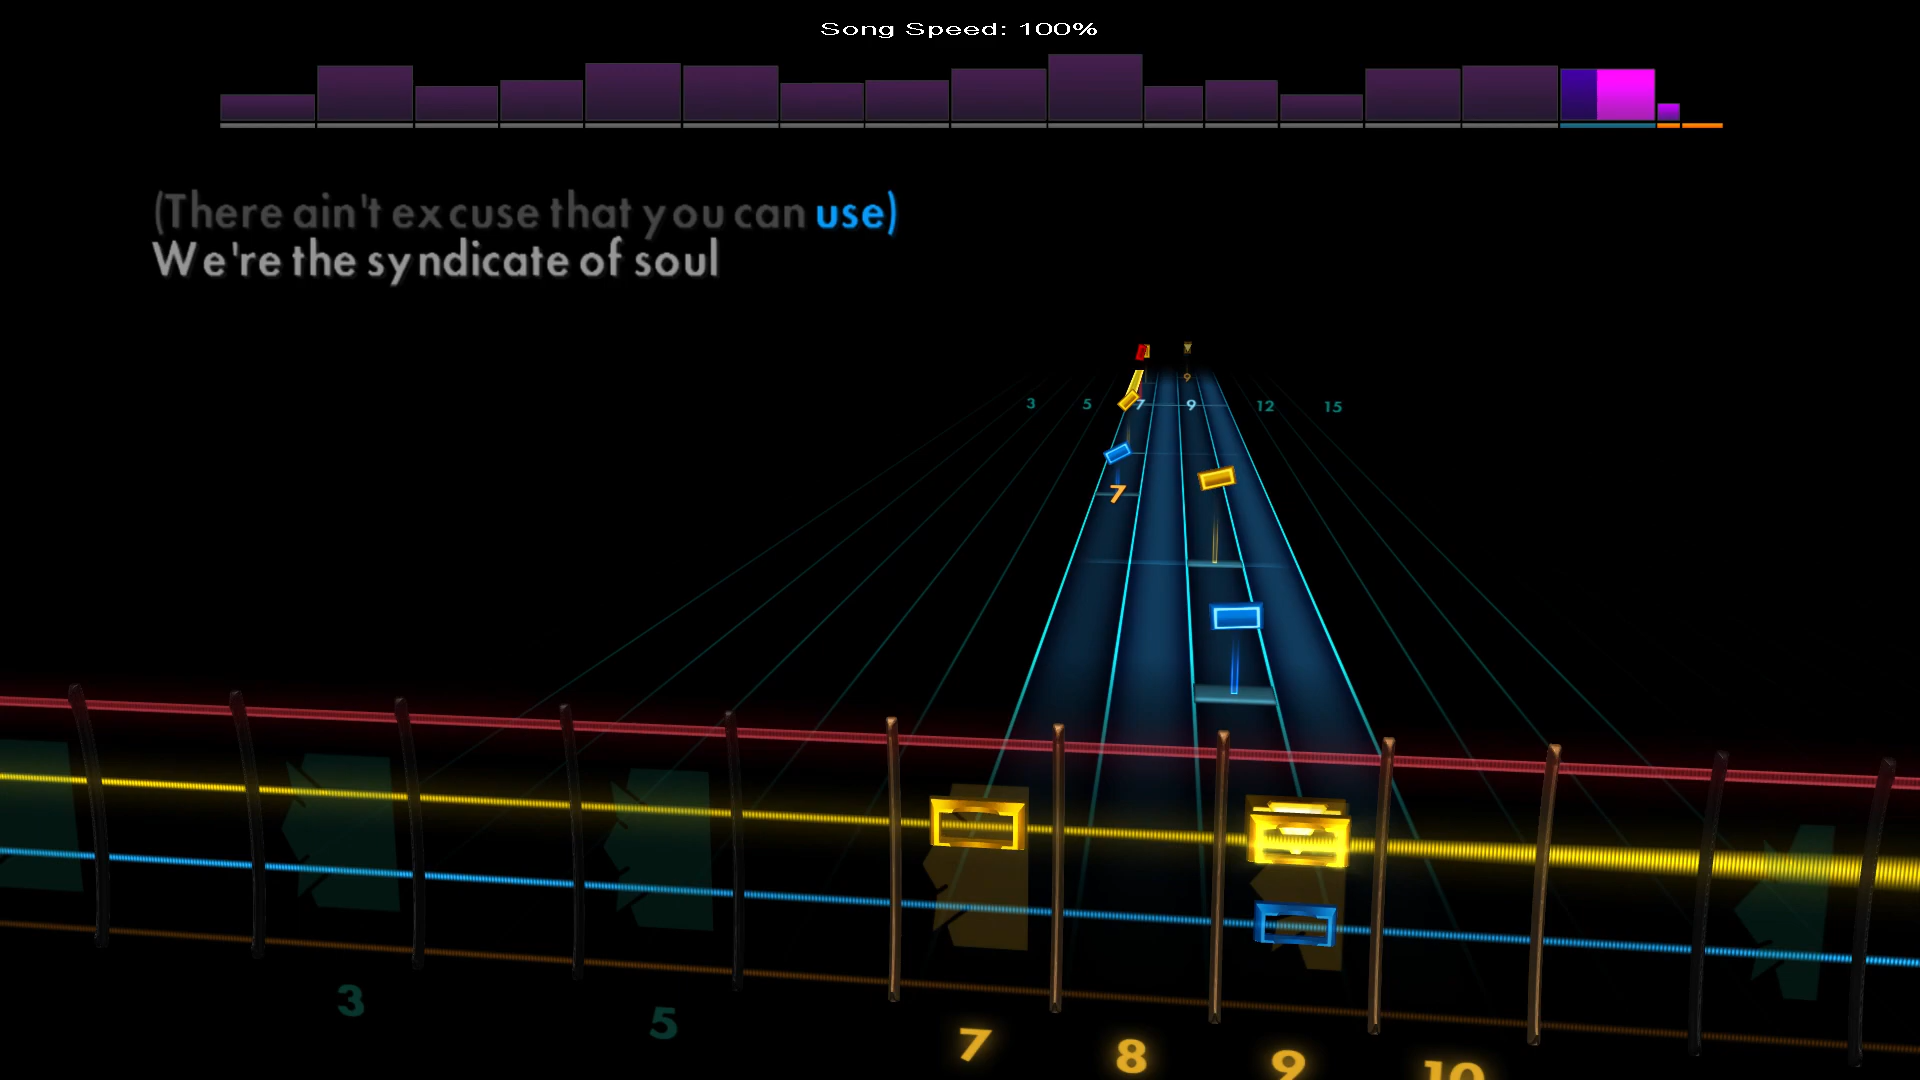 Song Speed: 100%
(There ain't excuse that you can use)
We're the syndicate of soul
9
3 5 7 9 12 15
7
3 5 7 8 9 10